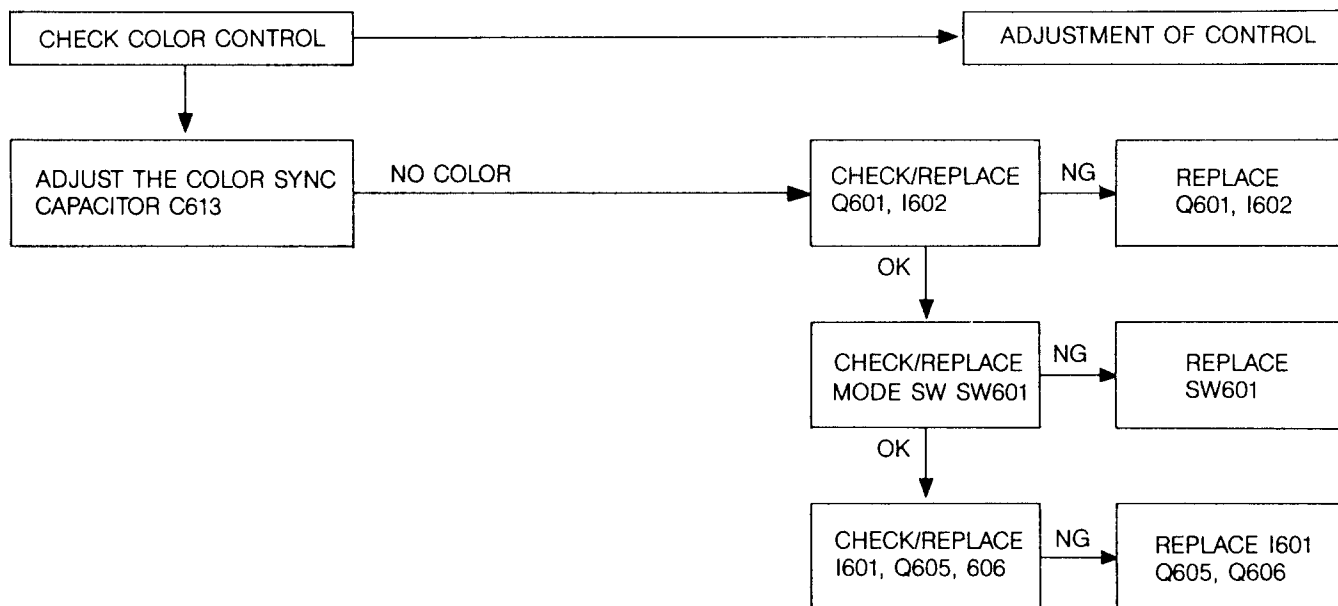 CHECK COLOR CONTROL
ADJUSTMENT OF CONTROL
ADJUST THE COLOR SYNC
CAPACITOR C613
NO COLOR
CHECK/REPLACE
Q601, I602
NG
REPLACE
Q601, I602
OK
CHECK/REPLACE
MODE SW SW601
NG
REPLACE
SW601
OK
CHECK/REPLACE
I601, Q605, 606
NG
REPLACE I601
Q605, Q606